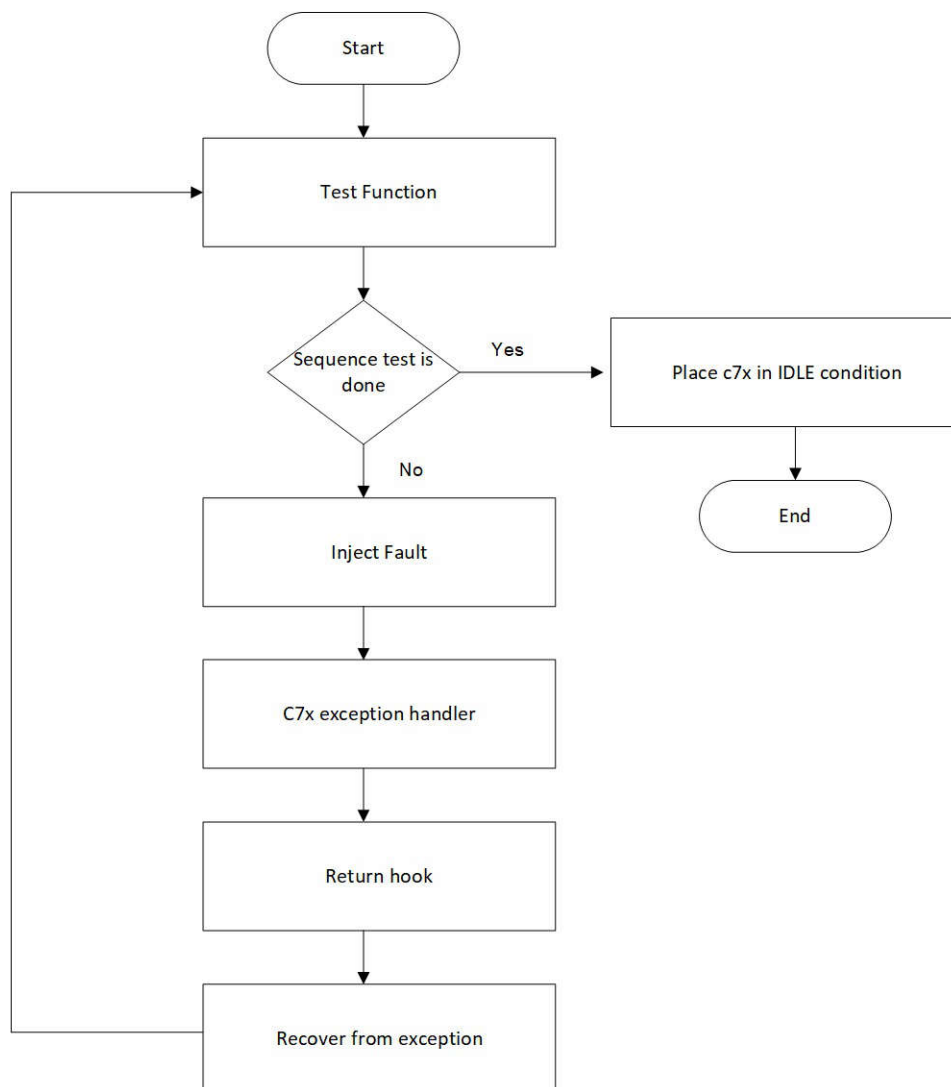 Start
Test Function
Sequence test is
done
Yes
Place c7x in IDLE condition
No
End
Inject Fault
C7x exception handler
Return hook
Recover from exception